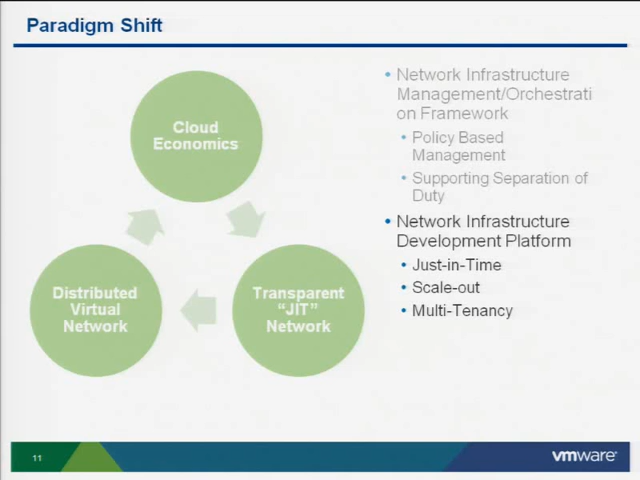 Paradigm Shift
Cloud
Economics
Distributed
Virtual
Network
Transparent
“JIT”
Network
• Network Infrastructure
Management/Orchestrati
on Framework
• Policy Based
Management
• Supporting Separation of
Duty
• Network Infrastructure
Development Platform
• Just-in-Time
• Scale-out
• Multi-Tenancy
11
vmware